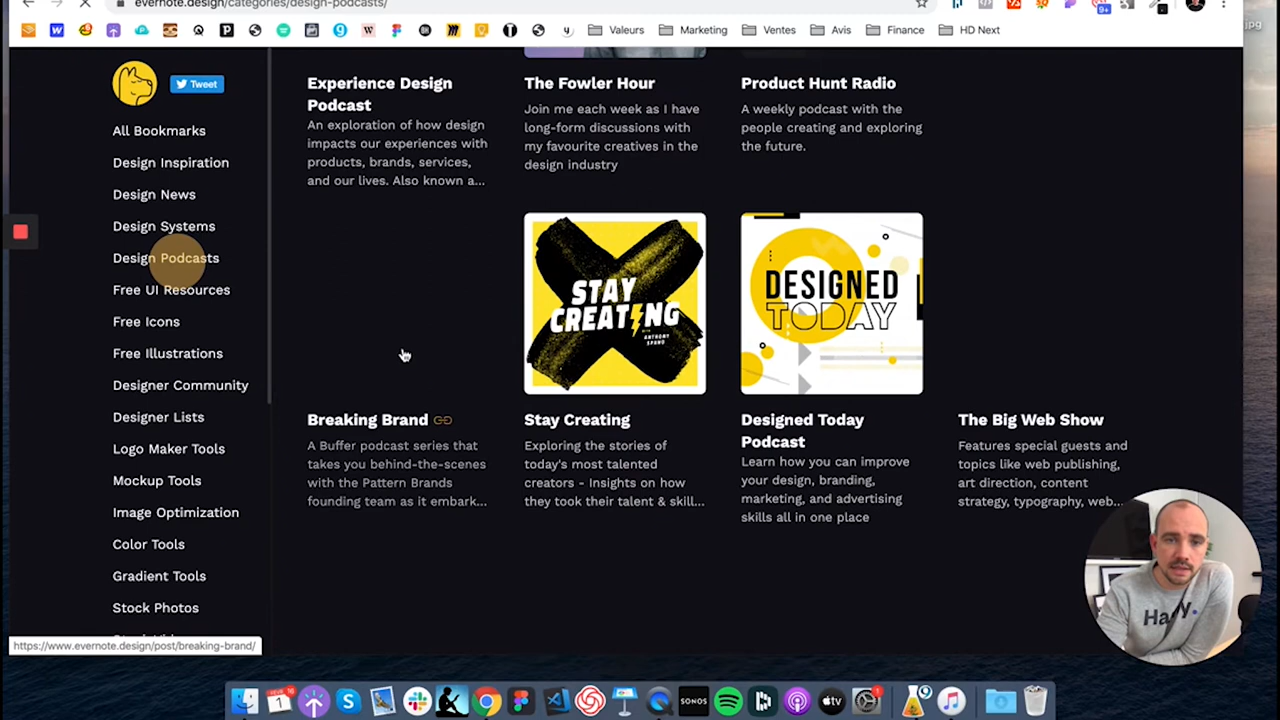 evernote.design/categories/design-podcasts/
9+
Valeurs
Marketing
Ventes
Avis
Finance
HD Next
jpg
Tweet
All Bookmarks
Design Inspiration
Design News
Design Systems
Design Podcasts
Free UI Resources
Free Icons
Free Illustrations
Designer Community
Designer Lists
Logo Maker Tools
Mockup Tools
Image Optimization
Color Tools
Gradient Tools
Stock Photos
Experience Design
Podcast
An exploration of how design
impacts our experiences with
products, brands, services,
and our lives. Also known a...
The Fowler Hour
Join me each week as I have
long-form discussions with
my favourite creatives in the
design industry
Product Hunt Radio
A weekly podcast with the
people creating and exploring
the future.
STAY
CREATING
WITH
ANTHONY
SPANO
DESIGNED
TODAY
Breaking Brand
A Buffer podcast series that
takes you behind-the-scenes
with the Pattern Brands
founding team as it embark...
Stay Creating
Exploring the stories of
today's most talented
creators - Insights on how
they took their talent & skill...
Designed Today
Podcast
Learn how you can improve
your design, branding,
marketing, and advertising
skills all in one place
The Big Web Show
Features special guests and
topics like web publishing,
art direction, content
strategy, typography, web...
https://www.evernote.design/post/breaking-brand/
SONOS
tv